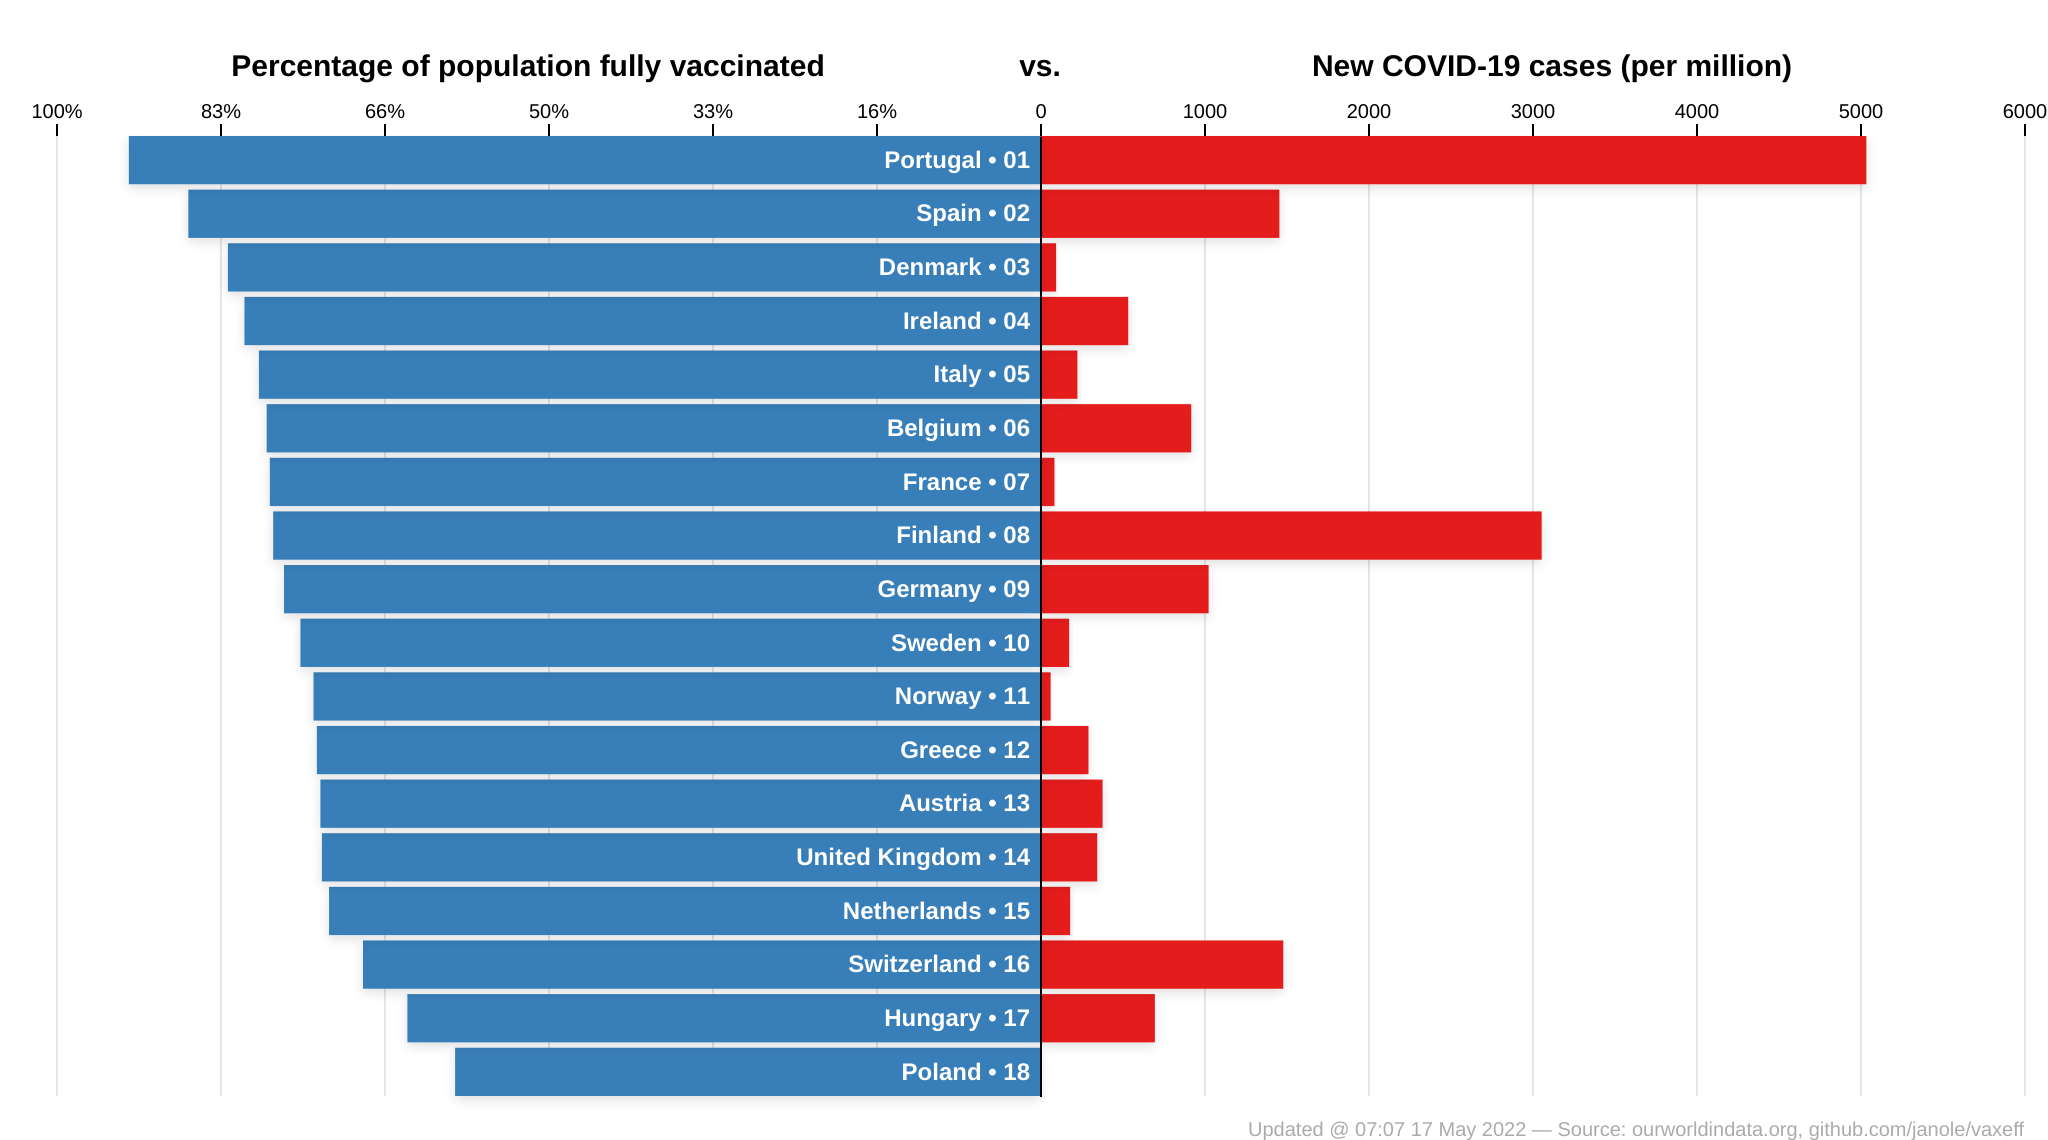 Percentage of population fully vaccinated vs. New COVID-19 cases (per million)
100% 83% 66% 50% 33% 16% 0 1000 2000 3000 4000 5000 6000
Portugal • 01
Spain • 02
Denmark • 03
Ireland • 04
Italy • 05
Belgium • 06
France • 07
Finland • 08
Germany • 09
Sweden • 10
Norway • 11
Greece • 12
Austria • 13
United Kingdom • 14
Netherlands • 15
Switzerland • 16
Hungary • 17
Poland • 18
Updated @ 07:07 17 May 2022 — Source: ourworldindata.org, github.com/janole/vaxeff